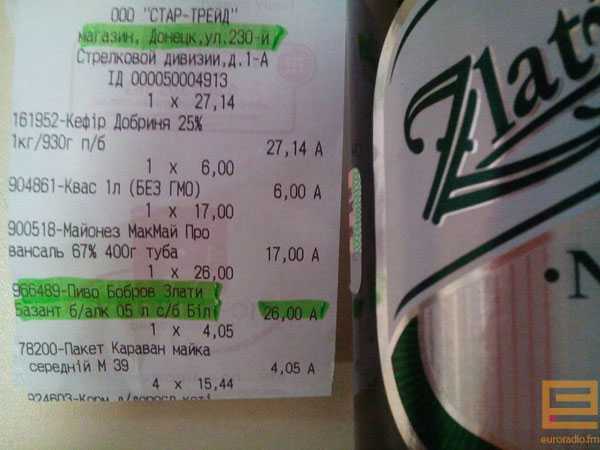 ООО "СТАР-ТРЕЙД"
магазин, Донецк,ул.230-й
Стрелковой дивизии,д.1-А
ІД 000050004913
1 х 27,14
161952-Кефір Добриня 25%
1кг/930г п/б 27,14 А
1 х 6,00
904861-Квас 1л (БЕЗ ГМО) 6,00 А
1 х 17,00
900518-Майонез МакМай Про
вансаль 67% 400г туба 17,00 А
1 х 26,00
966489-Пиво Бобров Злати
Базант б/алк 05 л с/б Біл 26,00 А
1 х 4,05
78200-Пакет Караван майка
середній М 39 4,05 А
4 х 15,44
Zlatý
euroradio.fm